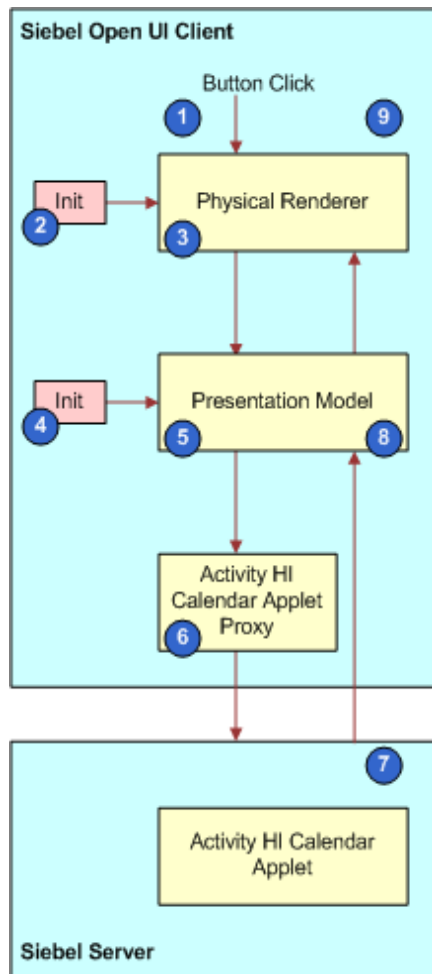 Siebel Open UI Client
Button Click
1
9
Init
2
Physical Renderer
3
Init
4
Presentation Model
5
8
Activity HI
Calendar Applet
Proxy
6
7
Activity HI Calendar
Applet
Siebel Server